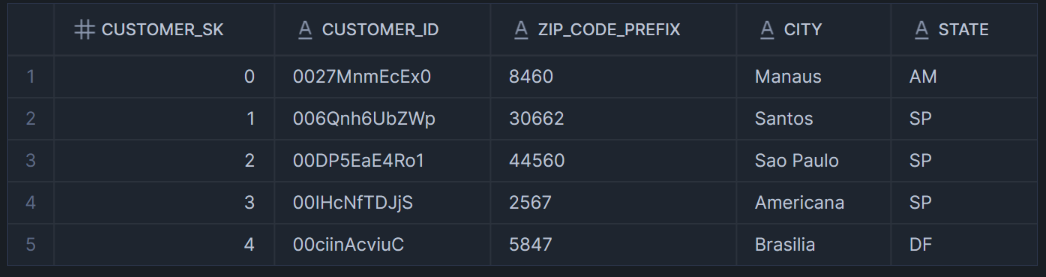 CUSTOMER_SK CUSTOMER_ID ZIP_CODE_PREFIX CITY STATE
1 0 0027MnmEcEx0 8460 Manaus AM
2 1 006Qnh6UbZWp 30662 Santos SP
3 2 00DP5EaE4Ro1 44560 Sao Paulo SP
4 3 00IHcNfTDJjS 2567 Americana SP
5 4 00ciinAcviuC 5847 Brasilia DF